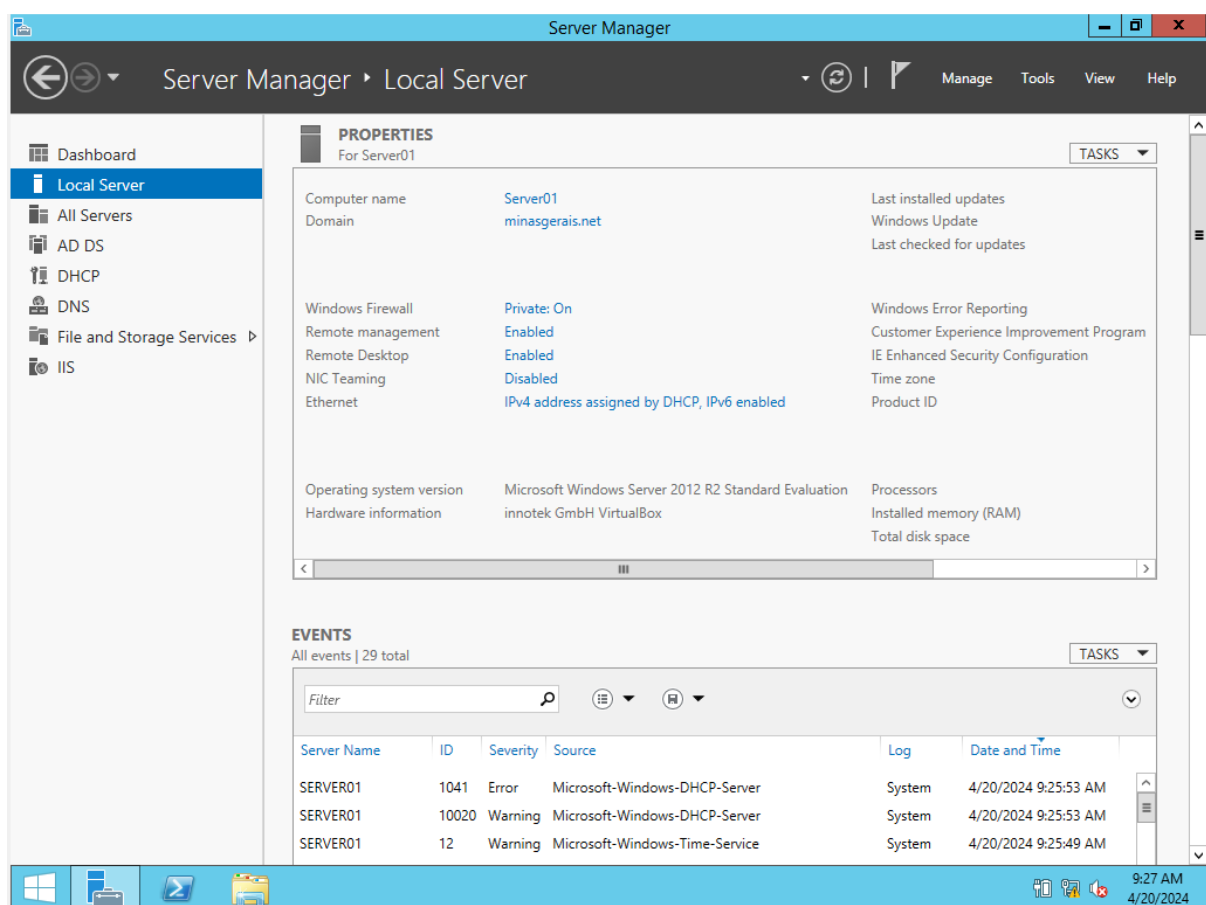 Server Manager
Server Manager ‣ Local Server
Manage Tools View Help
Dashboard
Local Server
All Servers
AD DS
DHCP
DNS
File and Storage Services
IIS
PROPERTIES
For Server01
TASKS
Computer name Server01 Last installed updates
Domain minasgerais.net Windows Update
Last checked for updates
Windows Firewall Private: On Windows Error Reporting
Remote management Enabled Customer Experience Improvement Program
Remote Desktop Enabled IE Enhanced Security Configuration
NIC Teaming Disabled Time zone
Ethernet IPv4 address assigned by DHCP, IPv6 enabled Product ID
Operating system version Microsoft Windows Server 2012 R2 Standard Evaluation Processors
Hardware information innotek GmbH VirtualBox Installed memory (RAM)
Total disk space
EVENTS
All events | 29 total
TASKS
Filter
Server Name ID Severity Source Log Date and Time
SERVER01 1041 Error Microsoft-Windows-DHCP-Server System 4/20/2024 9:25:53 AM
SERVER01 10020 Warning Microsoft-Windows-DHCP-Server System 4/20/2024 9:25:53 AM
SERVER01 12 Warning Microsoft-Windows-Time-Service System 4/20/2024 9:25:49 AM
9:27 AM
4/20/2024